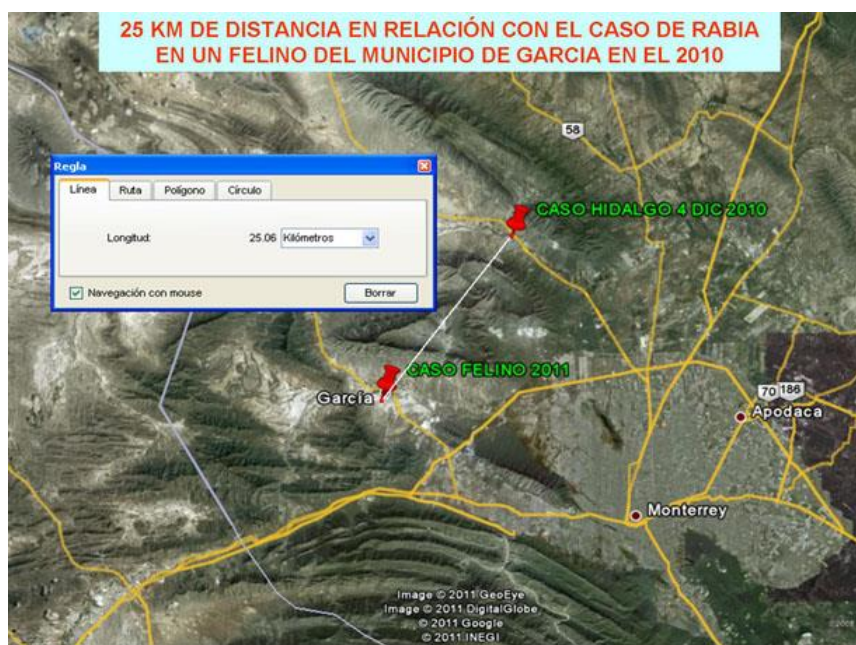 25 KM DE DISTANCIA EN RELACIÓN CON EL CASO DE RABIA
EN UN FELINO DEL MUNICIPIO DE GARCIA EN EL 2010
58
Regla
Línea Ruta Polígono Círculo
Longitud: 25.06 Kilómetros
Navegación con mouse Borrar
CASO HIDALGO 4 DIC 2010
CASO FELINO 2011
García
70 186
Apodaca
Monterrey
Image © 2011 GeoEye
Image © 2011 DigitalGlobe
© 2011 Google
© 2011 INEGI